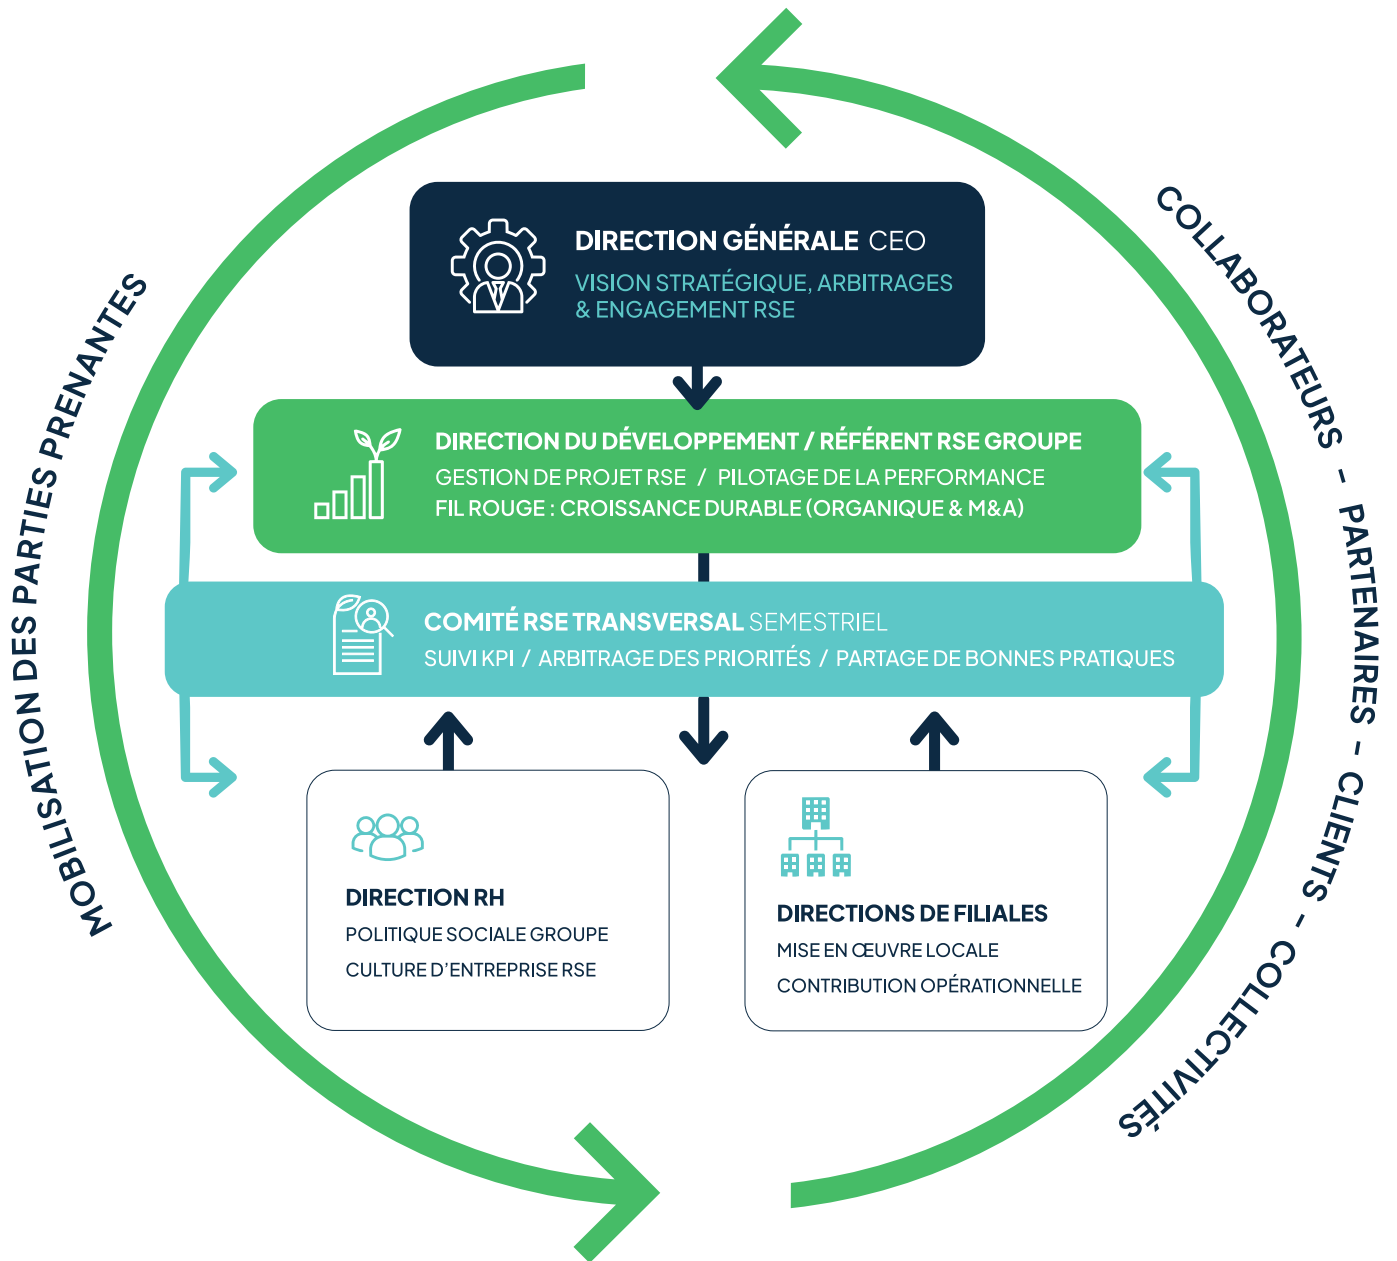 DIRECTION GÉNÉRALE CEO
VISION STRATÉGIQUE, ARBITRAGES
& ENGAGEMENT RSE
DIRECTION DU DÉVELOPPEMENT / RÉFÉRENT RSE GROUPE
GESTION DE PROJET RSE / PILOTAGE DE LA PERFORMANCE
FIL ROUGE : CROISSANCE DURABLE (ORGANIQUE & M&A)
COMITÉ RSE TRANSVERSAL SEMESTRIEL
SUIVI KPI / ARBITRAGE DES PRIORITÉS / PARTAGE DE BONNES PRATIQUES
DIRECTION RH
POLITIQUE SOCIALE GROUPE
CULTURE D'ENTREPRISE RSE
DIRECTIONS DE FILIALES
MISE EN ŒUVRE LOCALE
CONTRIBUTION OPÉRATIONNELLE
MOBILISATION DES PARTIES PRENANTES
COLLABORATEURS - PARTENAIRES - CLIENTS - COLLECTIVITÉS